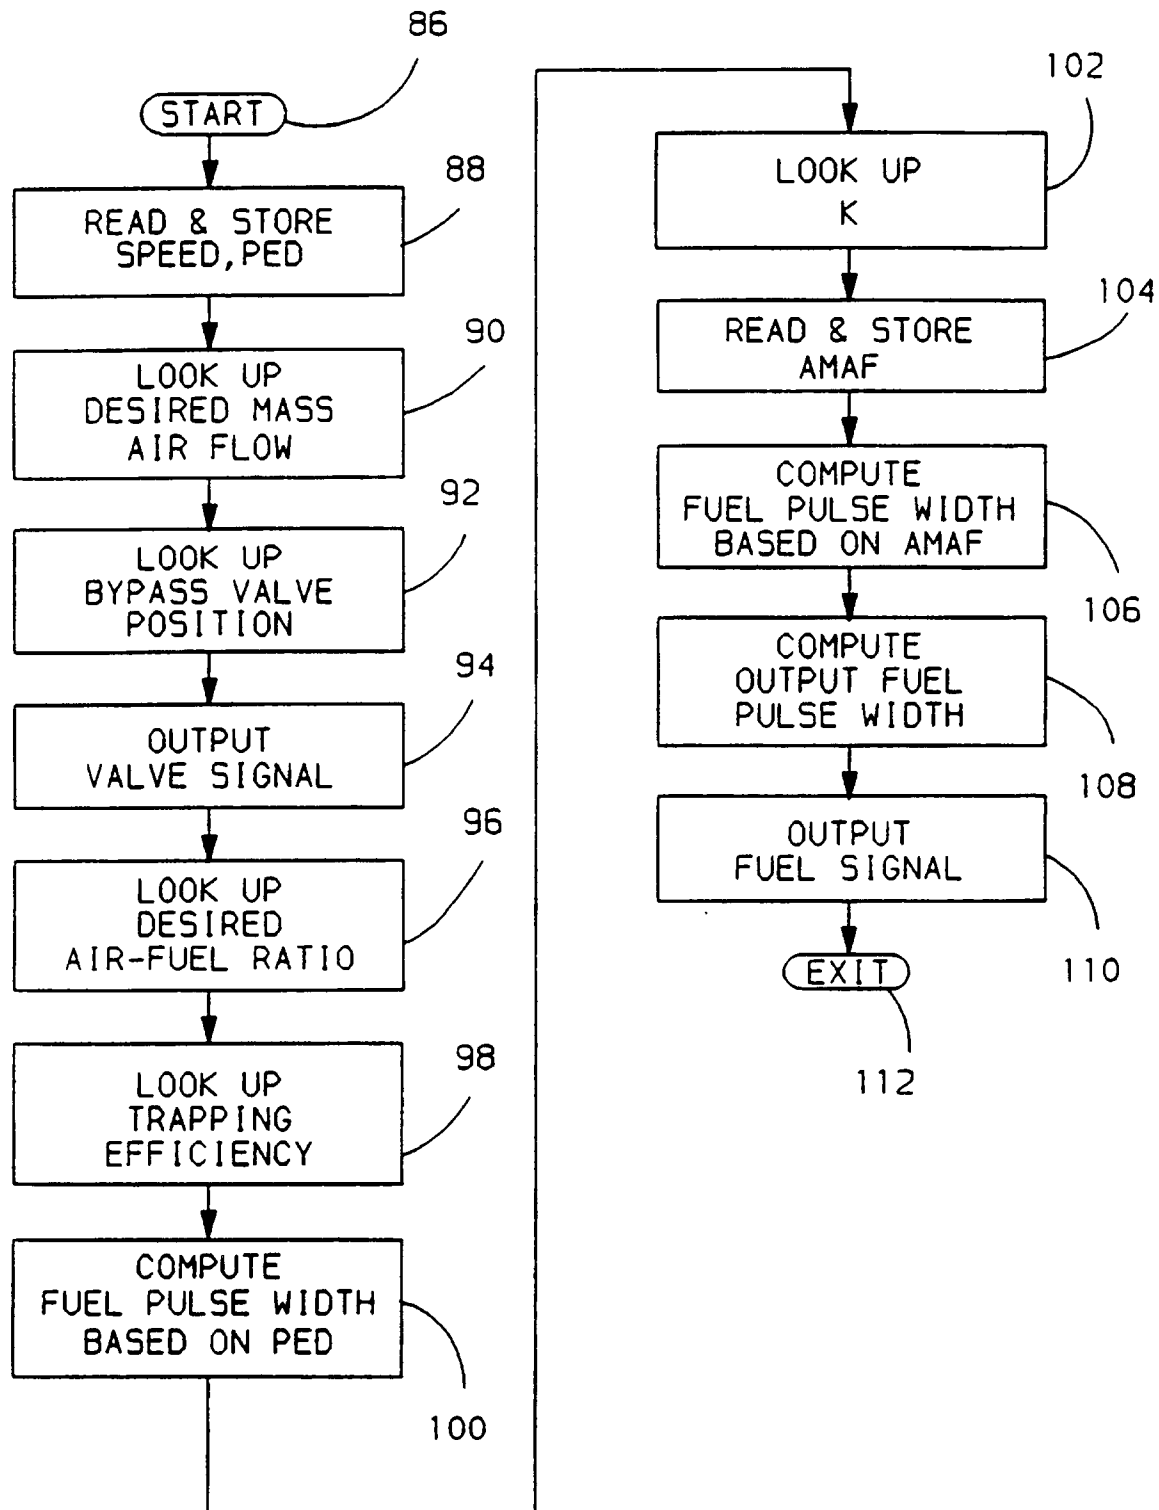 86
START
88
READ & STORE
SPEED, PED
90
LOOK UP
DESIRED MASS
AIR FLOW
92
LOOK UP
BYPASS VALVE
POSITION
94
OUTPUT
VALVE SIGNAL
96
LOOK UP
DESIRED
AIR-FUEL RATIO
98
LOOK UP
TRAPPING
EFFICIENCY
COMPUTE
FUEL PULSE WIDTH
BASED ON PED
100
102
LOOK UP
K
104
READ & STORE
AMAF
COMPUTE
FUEL PULSE WIDTH
BASED ON AMAF
106
COMPUTE
OUTPUT FUEL
PULSE WIDTH
108
OUTPUT
FUEL SIGNAL
110
EXIT
112